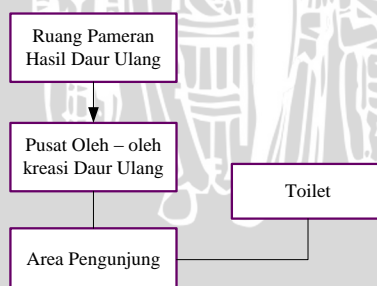 Ruang Pameran
Hasil Daur Ulang
Pusat Oleh – oleh
kreasi Daur Ulang
Toilet
Area Pengunjung